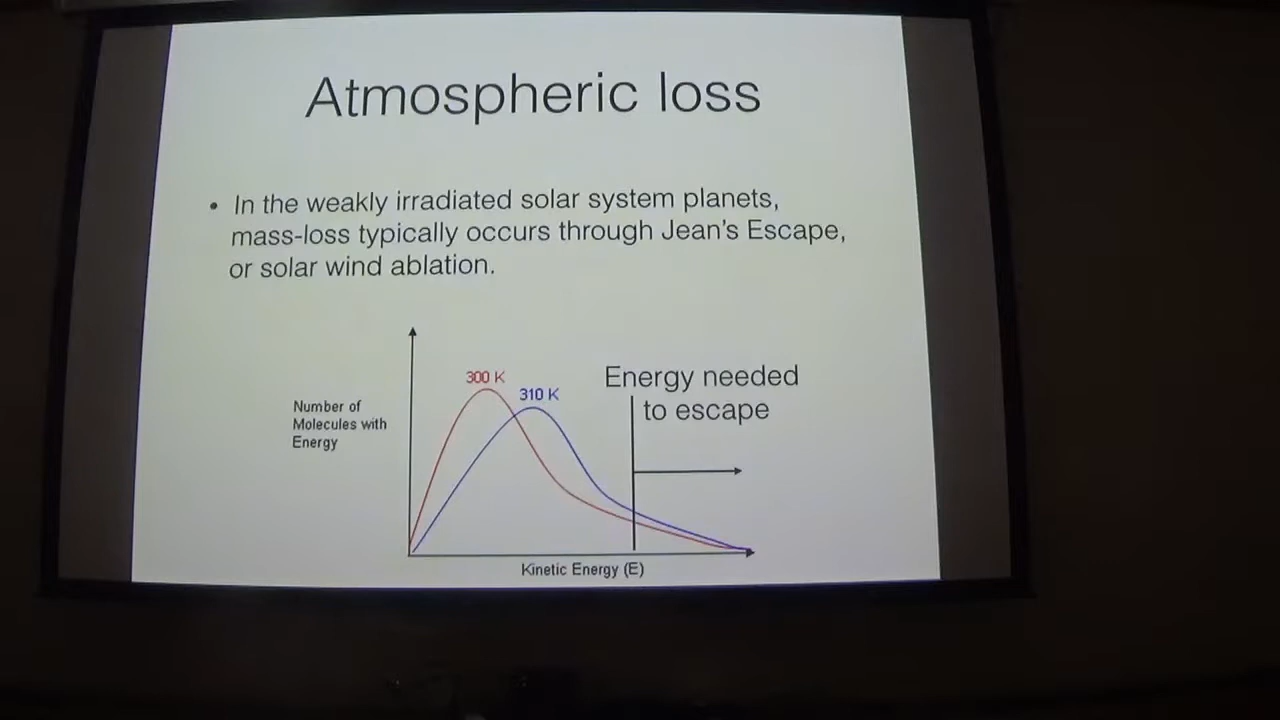 Atmospheric loss
• In the weakly irradiated solar system planets,
mass-loss typically occurs through Jean's Escape,
or solar wind ablation.
300 K
310 K
Energy needed
to escape
Number of
Molecules with
Energy
Kinetic Energy (E)